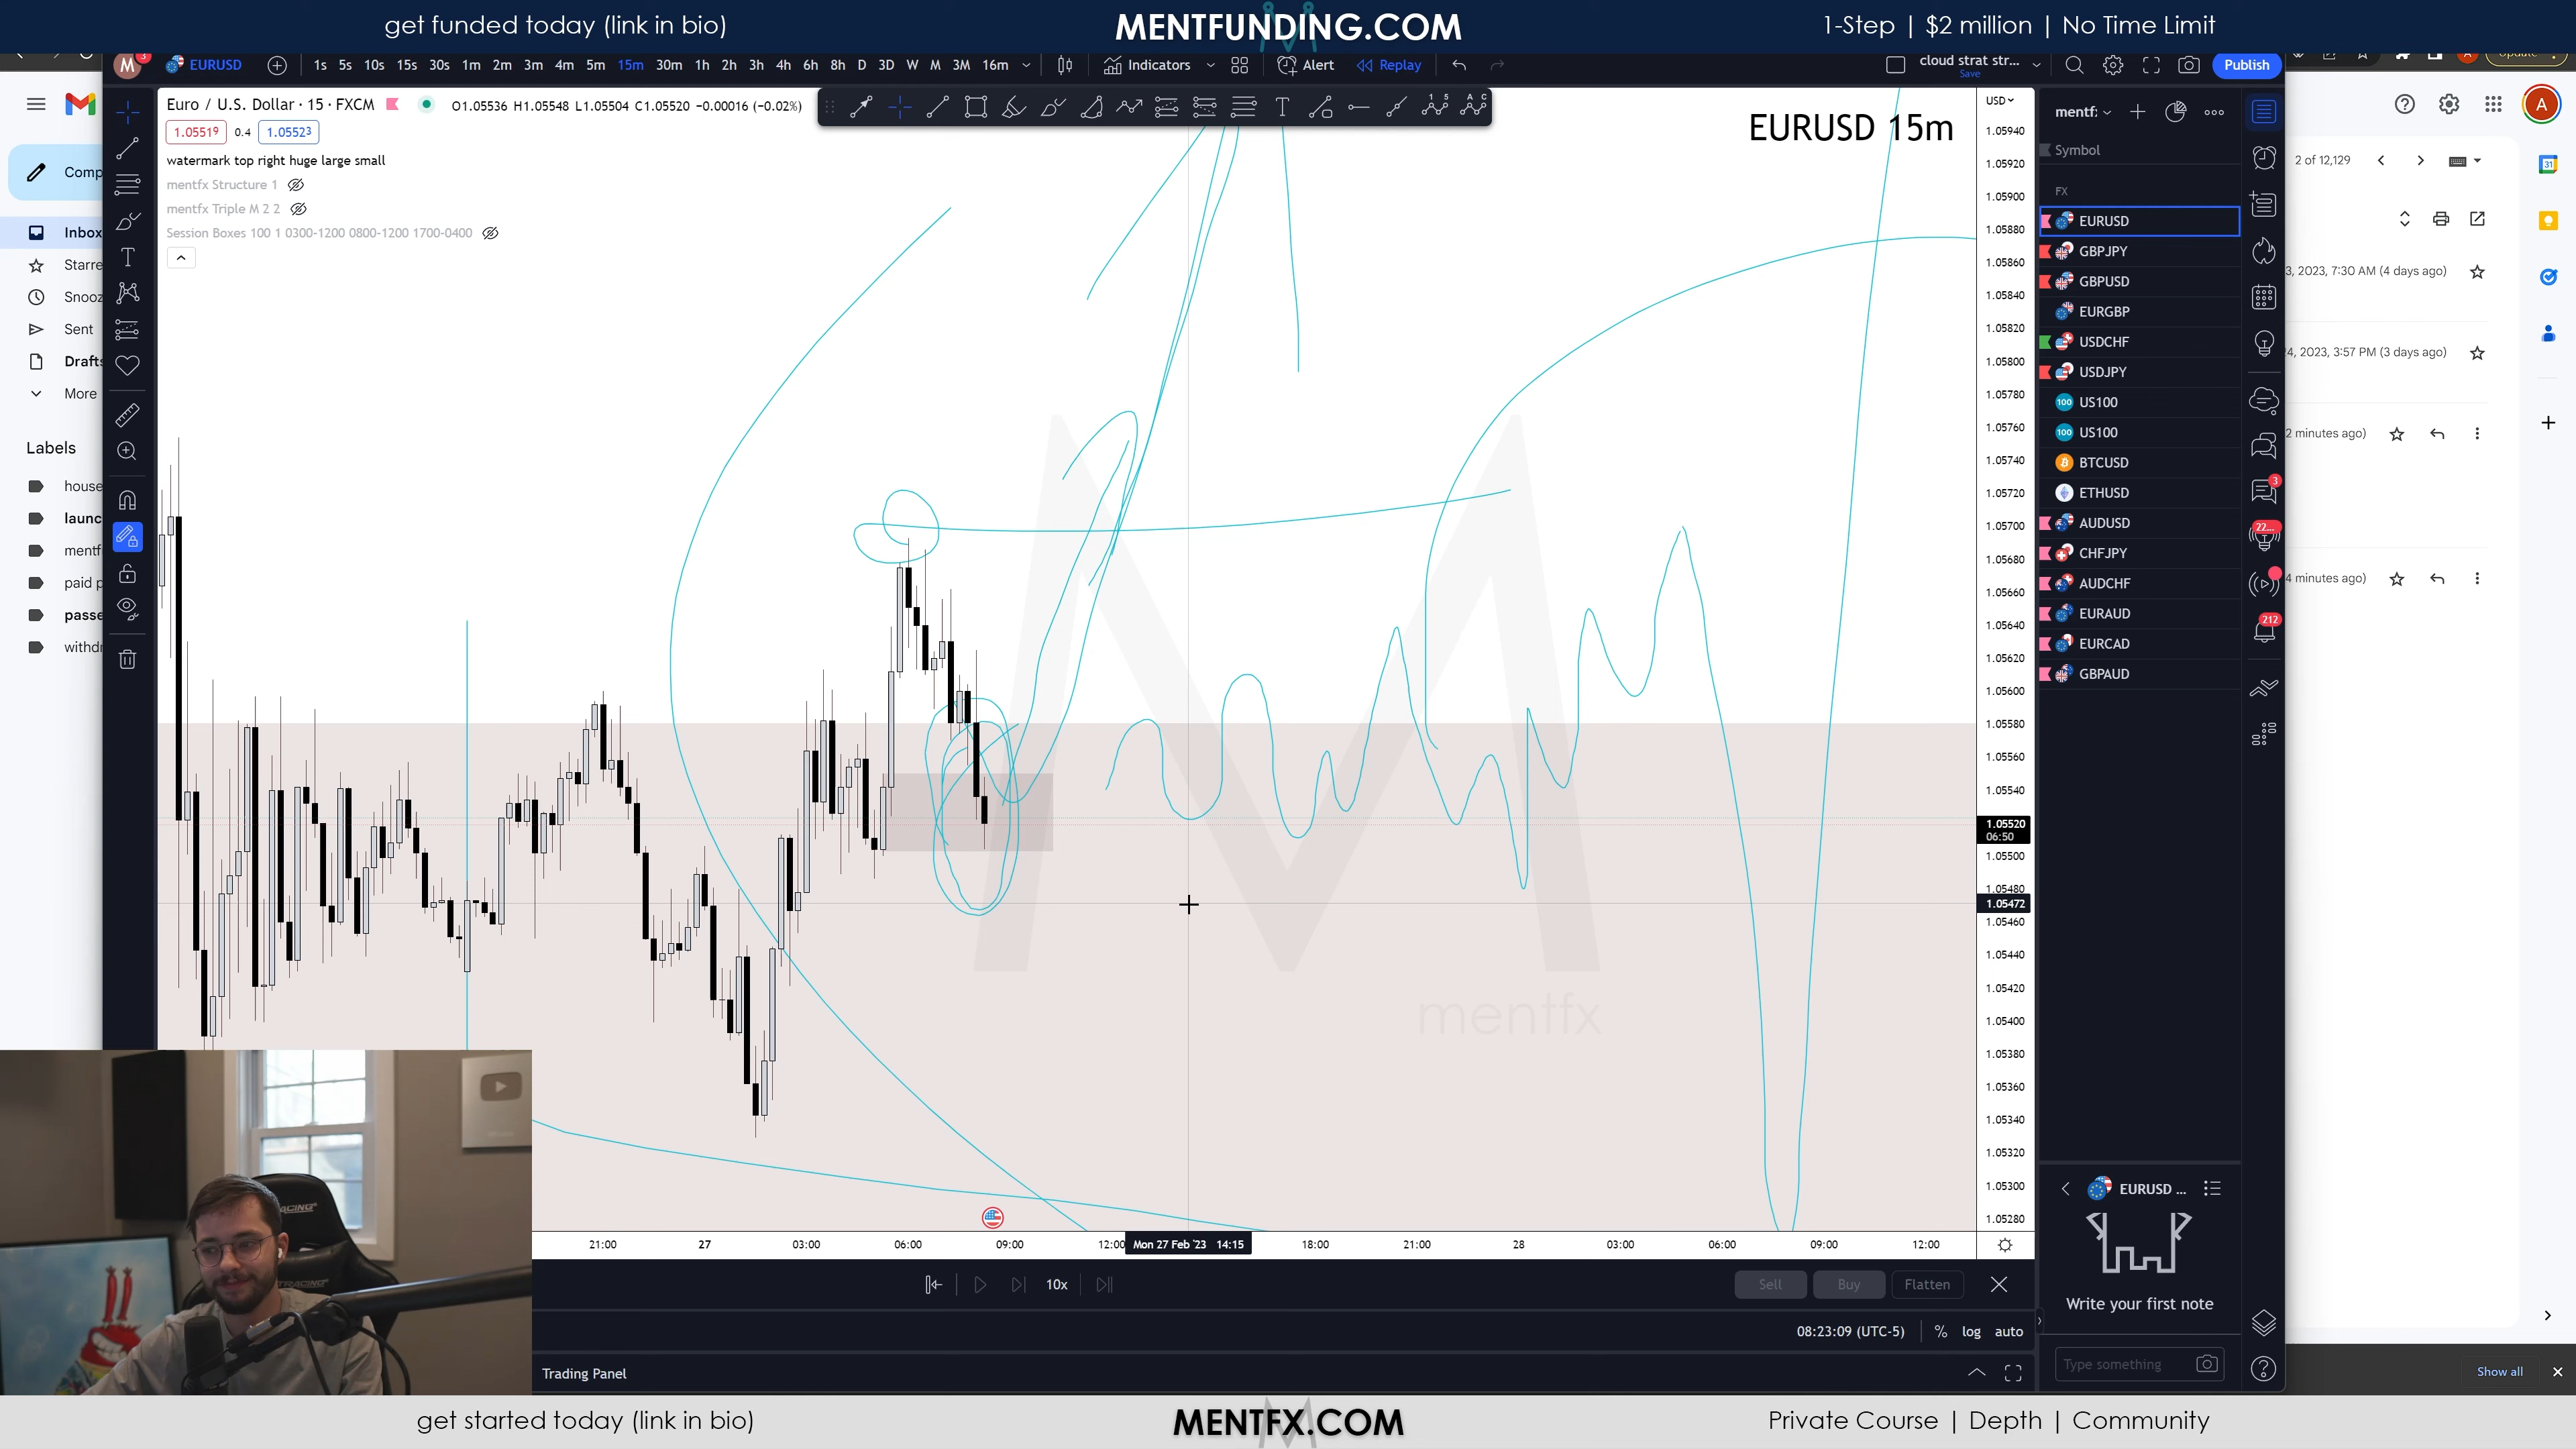 get funded today (link in bio)
MENTFUNDING.COM
1-Step | $2 million | No Time Limit
M 3 EURUSD 1s 5s 10s 15s 30s 1m 2m 3m 4m 5m 15m 30m 1h 2h 3h 4h 6h 8h D 3D W M 3M 16m Indicators Alert Replay
cloud strat str...
Save
Publish
Euro / U.S. Dollar · 15 · FXCM
O1.05536 H1.05548 L1.05504 C1.05520 −0.00016 (−0.02%)
1.05519 0.4 1.05523
watermark top right huge large small
mentfx Structure 1
mentfx Triple M 2 2
Session Boxes 100 1 0300-1200 0800-1200 1700-0400
EURUSD 15m
Comp
Inbo
Starre
Snooz
Sent
Drafts
More
Labels
house
launc
mentf
paid p
passe
withdr
mentfx
USD
1.05940
1.05920
1.05900
1.05880
1.05860
1.05840
1.05820
1.05800
1.05780
1.05760
1.05740
1.05720
1.05700
1.05680
1.05660
1.05640
1.05620
1.05600
1.05580
1.05560
1.05540
1.05520
06:50
1.05500
1.05480
1.05472
1.05460
1.05440
1.05420
1.05400
1.05380
1.05360
1.05340
1.05320
1.05300
1.05280
21:00 27 03:00 06:00 09:00 12:00 Mon 27 Feb '23 14:15 18:00 21:00 28 03:00 06:00 09:00 12:00
10x
Sell Buy Flatten
08:23:09 (UTC-5) % log auto
Trading Panel
mentf:
Symbol
FX
EURUSD
GBPJPY
GBPUSD
EURGBP
USDCHF
USDJPY
100 US100
100 US100
BTCUSD
ETHUSD
AUDUSD
CHFJPY
AUDCHF
EURAUD
EURCAD
GBPAUD
3
22...
212
EURUSD ...
Write your first note
Type something
A
2 of 12,129
31
3, 2023, 7:30 AM (4 days ago)
4, 2023, 3:57 PM (3 days ago)
2 minutes ago)
4 minutes ago)
Show all
get started today (link in bio)
MENTFX.COM
Private Course | Depth | Community